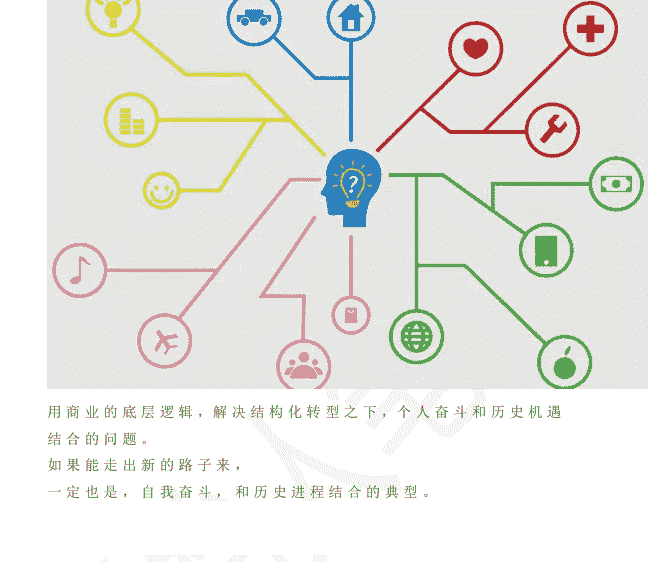 ?
用商业的底层逻辑，解决结构化转型之下，个人奋斗和历史机遇
结合的问题。
如果能走出新的路子来，
一定也是，自我奋斗，和历史进程结合的典型。